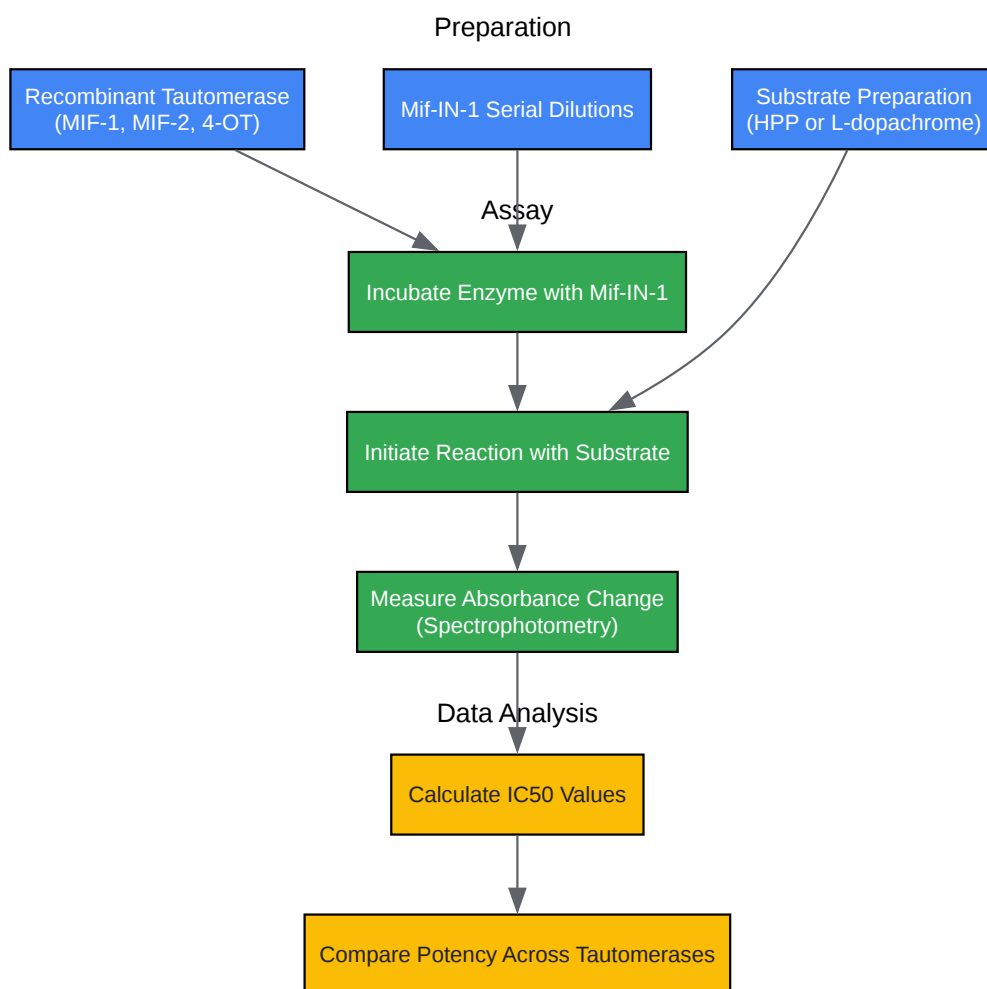 Preparation
Recombinant Tautomerase
(MIF-1, MIF-2, 4-OT)
Mif-IN-1 Serial Dilutions
Substrate Preparation
(HPP or L-dopachrome)
Assay
Incubate Enzyme with Mif-IN-1
Initiate Reaction with Substrate
Measure Absorbance Change
(Spectrophotometry)
Data Analysis
Calculate IC50 Values
Compare Potency Across Tautomerases